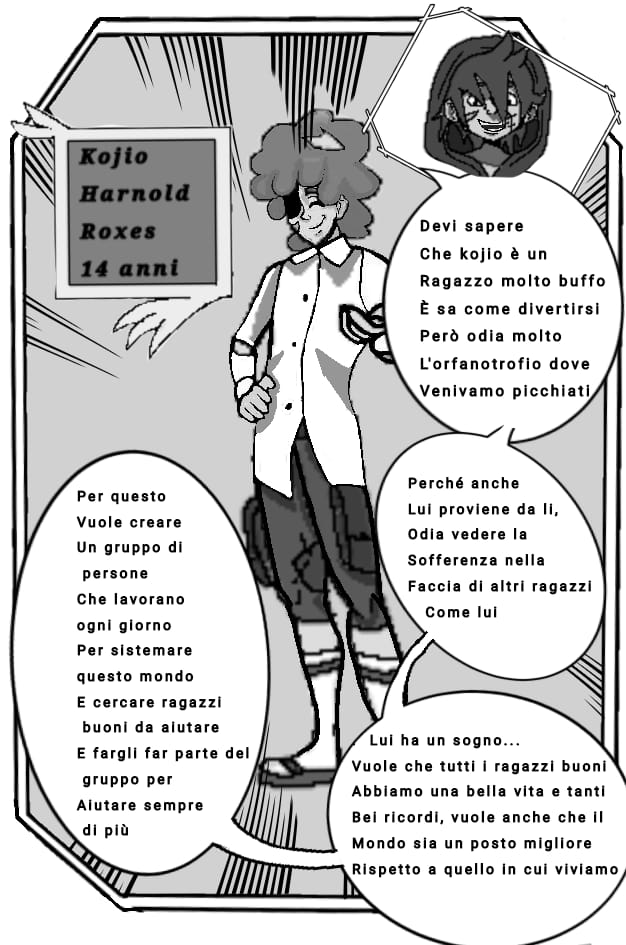 Kojio
Harnold
Roxes
14 anni
Devi sapere
Che kojio è un
Ragazzo molto buffo
È sa come divertirsi
Però odia molto
L'orfanotrofio dove
Venivamo picchiati
Perché anche
Lui proviene da li,
Odia vedere la
Sofferenza nella
Faccia di altri ragazzi
Come lui
Lui ha un sogno...
Vuole che tutti i ragazzi buoni
Abbiamo una bella vita e tanti
Bei ricordi, vuole anche che il
Mondo sia un posto migliore
Rispetto a quello in cui viviamo
Per questo
Vuole creare
Un gruppo di
persone
Che lavorano
ogni giorno
Per sistemare
questo mondo
E cercare ragazzi
buoni da aiutare
E fargli far parte del
gruppo per
Aiutare sempre
di più